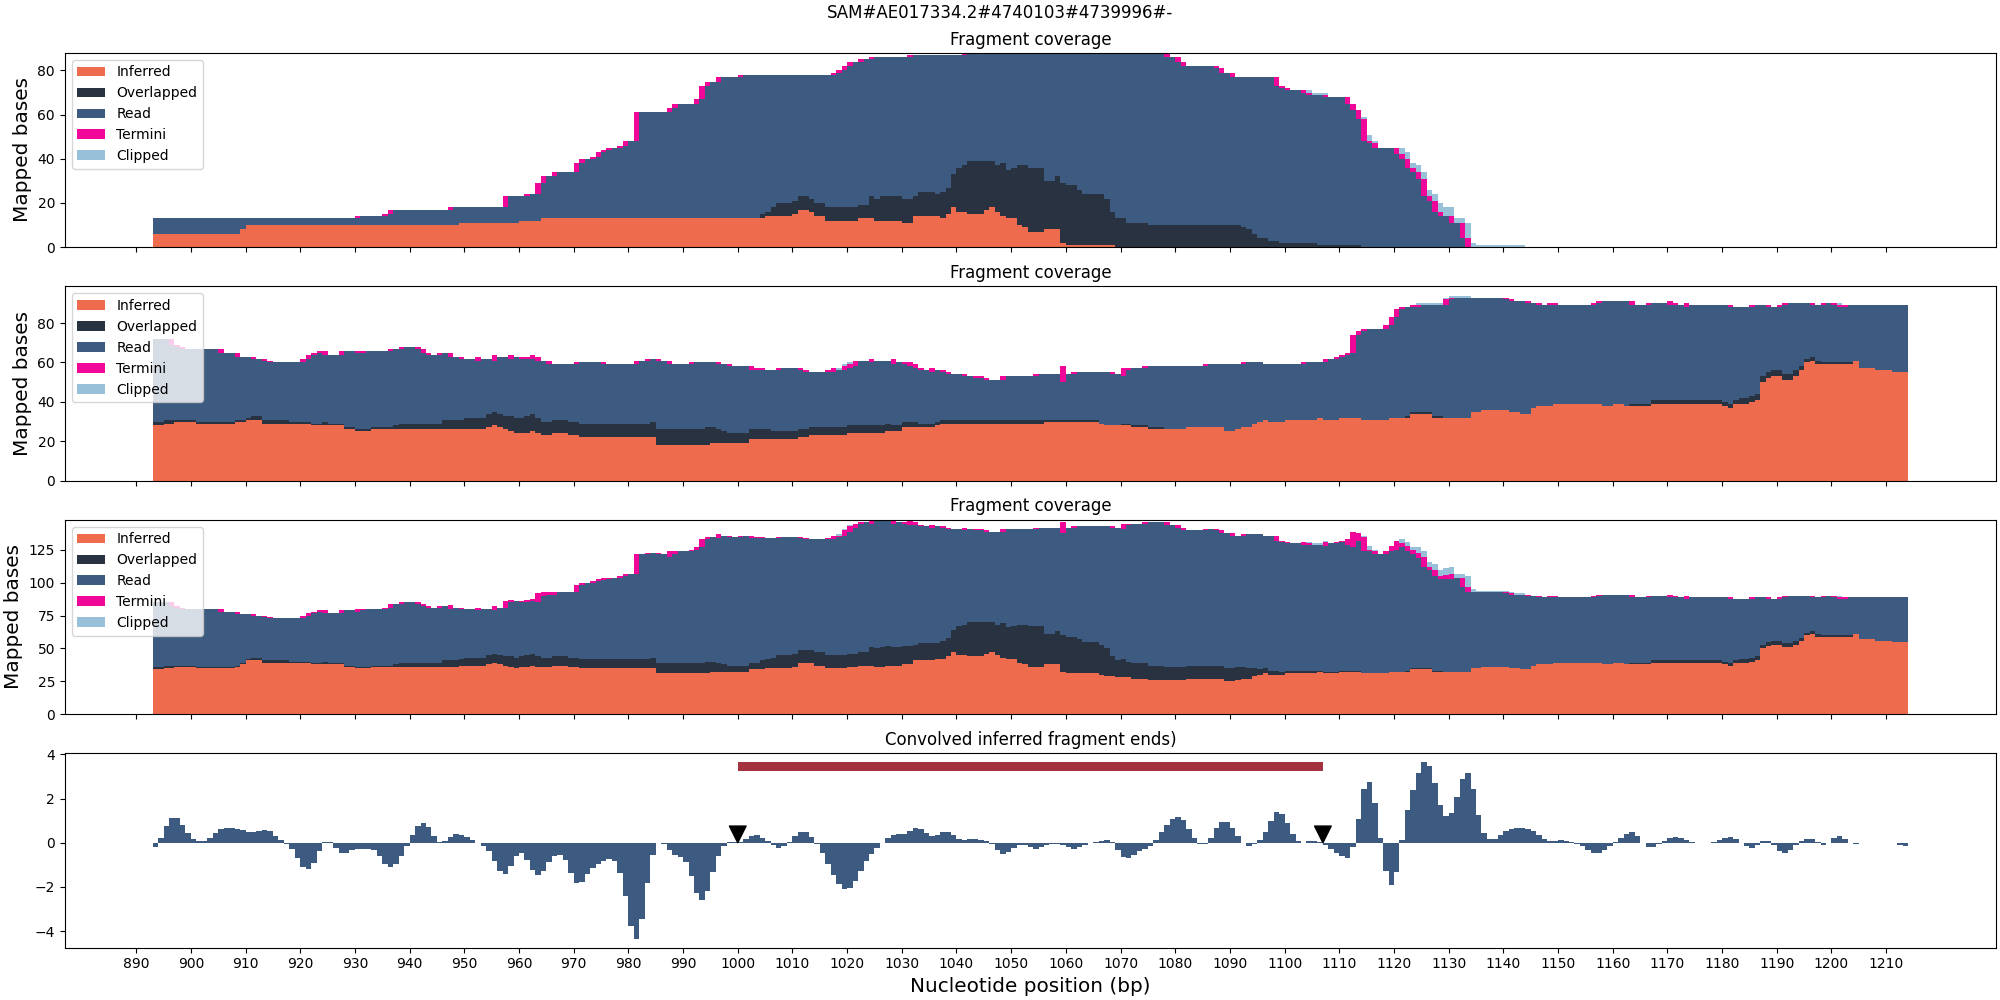 SAM#AE017334.2#4740103#4739996#-
Fragment coverage
Mapped bases
80
60
40
20
0
Inferred
Overlapped
Read
Termini
Clipped
Fragment coverage
Mapped bases
80
60
40
20
0
Inferred
Overlapped
Read
Termini
Clipped
Fragment coverage
Mapped bases
125
100
75
50
25
0
Inferred
Overlapped
Read
Termini
Clipped
Convolved inferred fragment ends)
4
2
0
−2
−4
890 900 910 920 930 940 950 960 970 980 990 1000 1010 1020 1030 1040 1050 1060 1070 1080 1090 1100 1110 1120 1130 1140 1150 1160 1170 1180 1190 1200 1210
Nucleotide position (bp)